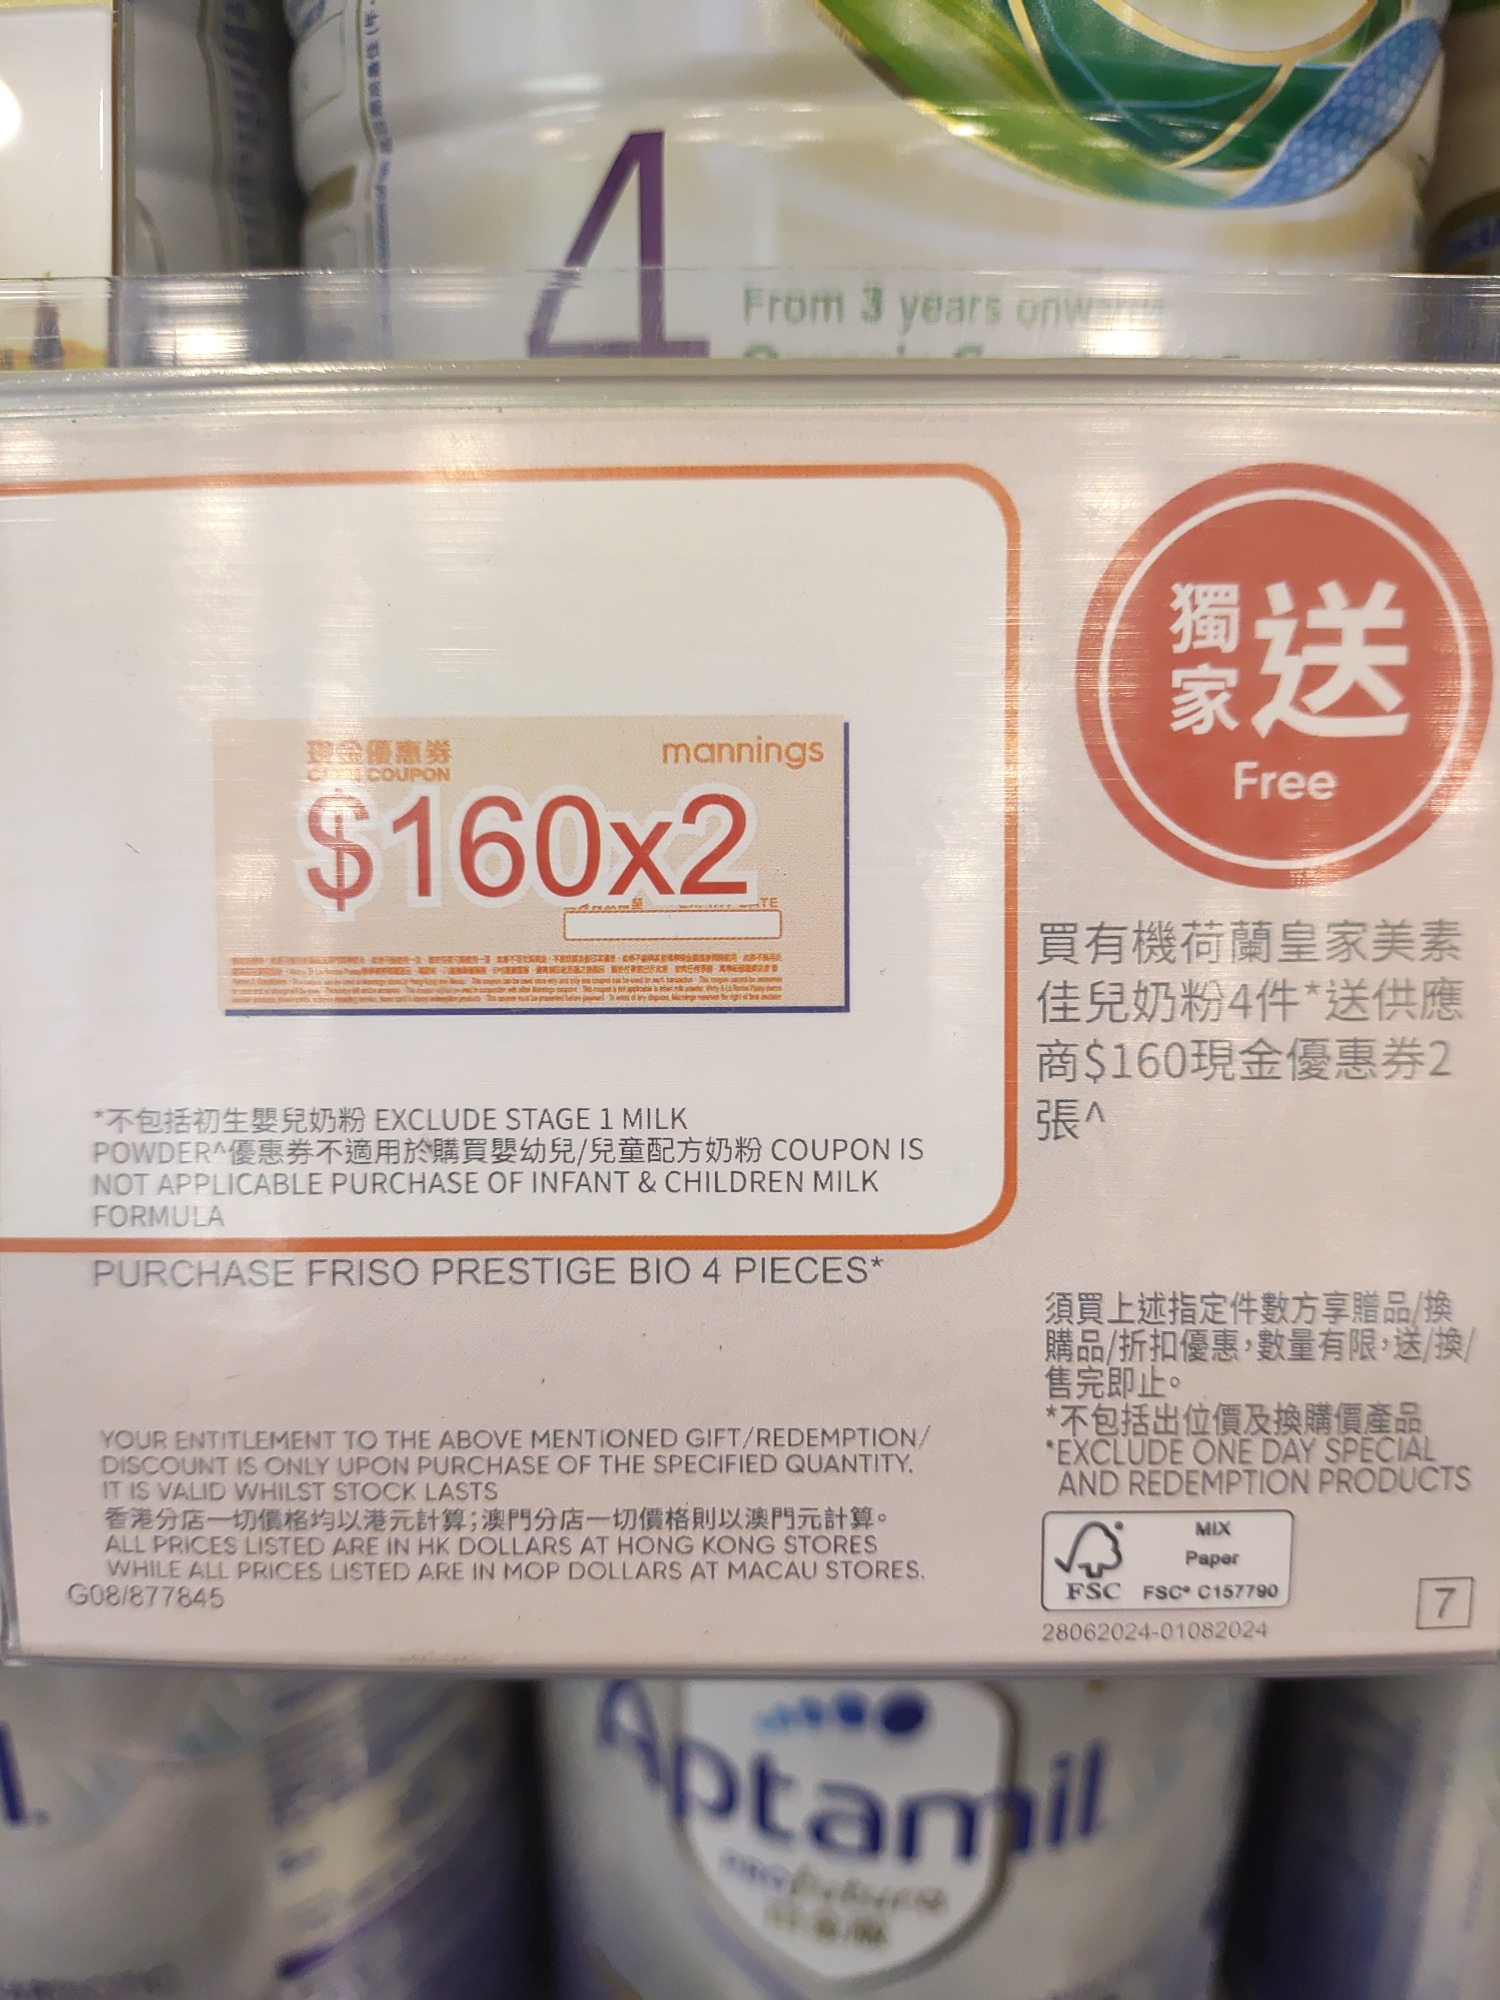 4
From 3 years onwards
獨家
送
Free
現金優惠券
mannings
CASH COUPON
$160x2
買有機荷蘭皇家美素
佳兒奶粉4件*送供應
商$160現金優惠券2
張^
*不包括初生嬰兒奶粉 EXCLUDE STAGE 1 MILK
POWDER^優惠券不適用於購買嬰幼兒/兒童配方奶粉 COUPON IS
NOT APPLICABLE PURCHASE OF INFANT & CHILDREN MILK
FORMULA
PURCHASE FRISO PRESTIGE BIO 4 PIECES*
須買上述指定件數方享贈品/換
購品/折扣優惠,數量有限,送/換/
售完即止。
*不包括出位價及換購價產品
*EXCLUDE ONE DAY SPECIAL
AND REDEMPTION PRODUCTS
YOUR ENTITLEMENT TO THE ABOVE MENTIONED GIFT/REDEMPTION/
DISCOUNT IS ONLY UPON PURCHASE OF THE SPECIFIED QUANTITY.
IT IS VALID WHILST STOCK LASTS
香港分店一切價格均以港元計算;澳門分店一切價格則以澳門元計算。
ALL PRICES LISTED ARE IN HK DOLLARS AT HONG KONG STORES
WHILE ALL PRICES LISTED ARE IN MOP DOLLARS AT MACAU STORES.
G08/877845
MIX
Paper
FSC FSC® C157790
28062024-01082024
7
Aptamil